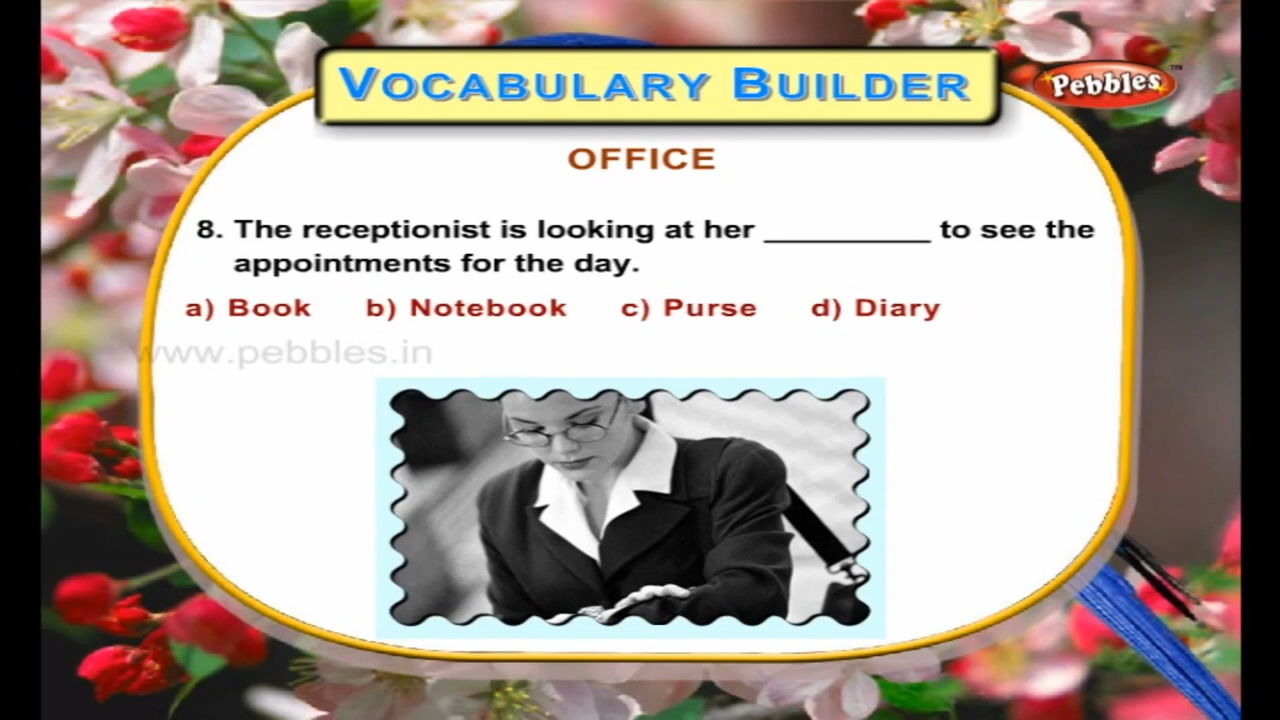 VOCABULARY BUILDER
Pebbles™
OFFICE
8. The receptionist is looking at her __________ to see the
appointments for the day.
a) Book b) Notebook c) Purse d) Diary
www.pebbles.in